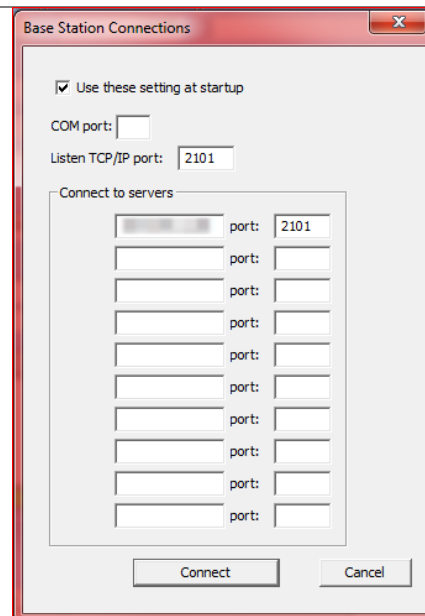 Base Station Connections
Use these setting at startup
COM port:
Listen TCP/IP port: 2101
Connect to servers
port: 2101
port:
port:
port:
port:
port:
port:
port:
port:
port:
Connect Cancel